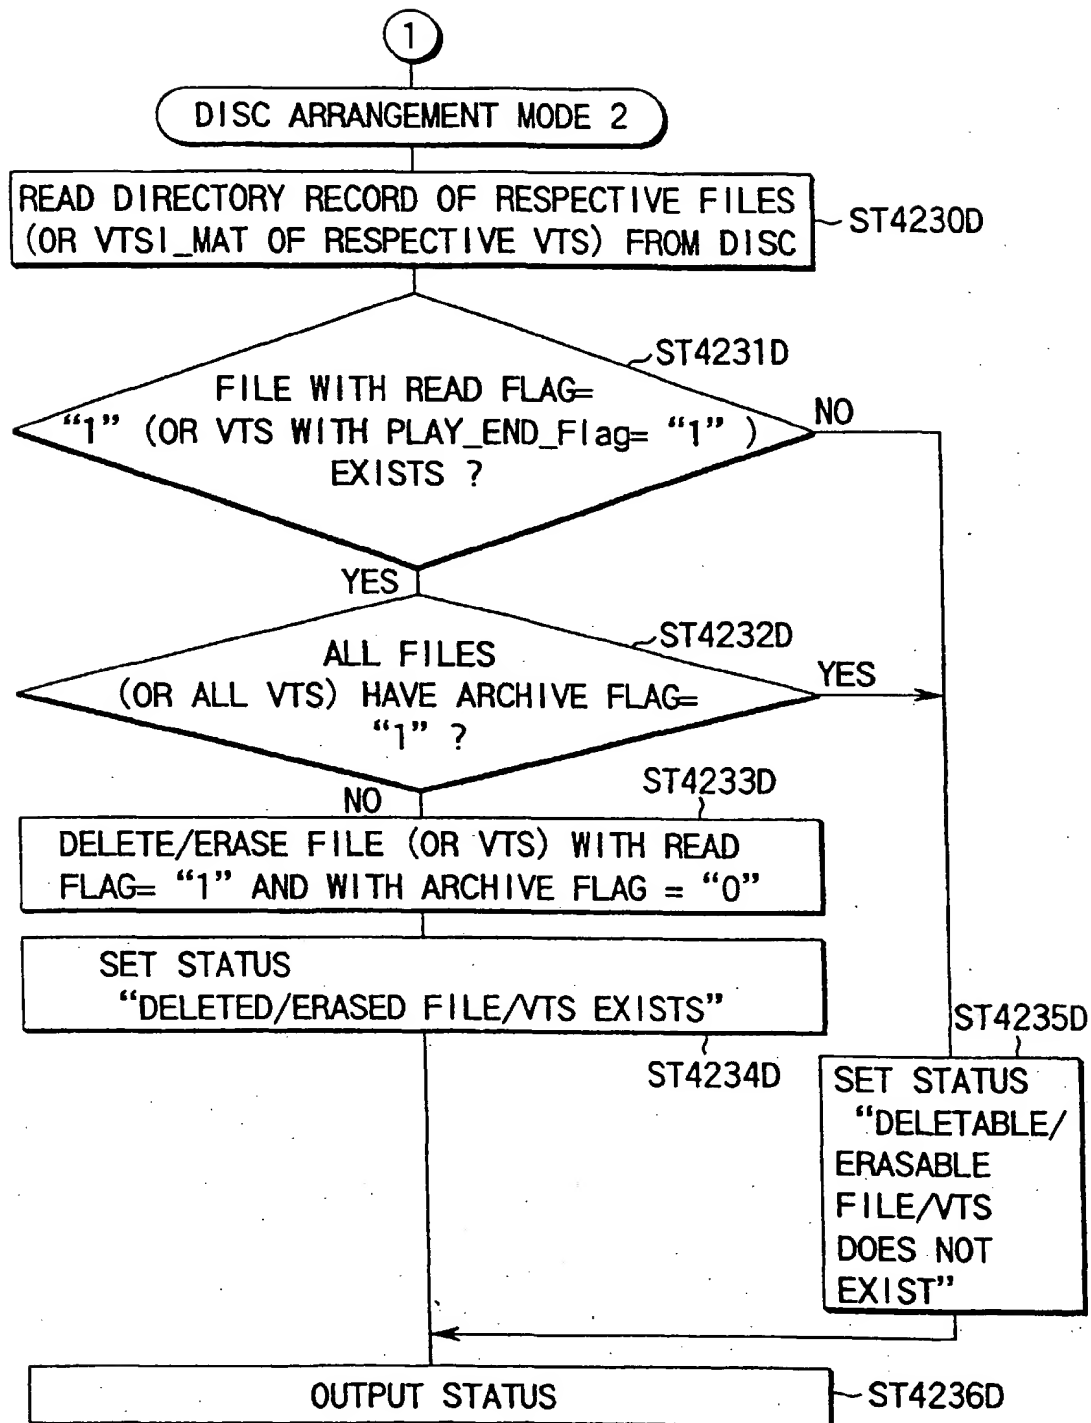 1
DISC ARRANGEMENT MODE 2
READ DIRECTORY RECORD OF RESPECTIVE FILES
(OR VTSI_MAT OF RESPECTIVE VTS) FROM DISC
ST4230D
ST4231D
FILE WITH READ FLAG=
“1” (OR VTS WITH PLAY_END_Flag= “1” )
EXISTS ?
NO
YES
ST4232D
ALL FILES
(OR ALL VTS) HAVE ARCHIVE FLAG=
“1” ?
YES
NO
ST4233D
DELETE/ERASE FILE (OR VTS) WITH READ
FLAG= “1” AND WITH ARCHIVE FLAG = “0”
SET STATUS
“DELETED/ERASED FILE/VTS EXISTS”
ST4234D
ST4235D
SET STATUS
“DELETABLE/
ERASABLE
FILE/VTS
DOES NOT
EXIST”
OUTPUT STATUS
ST4236D